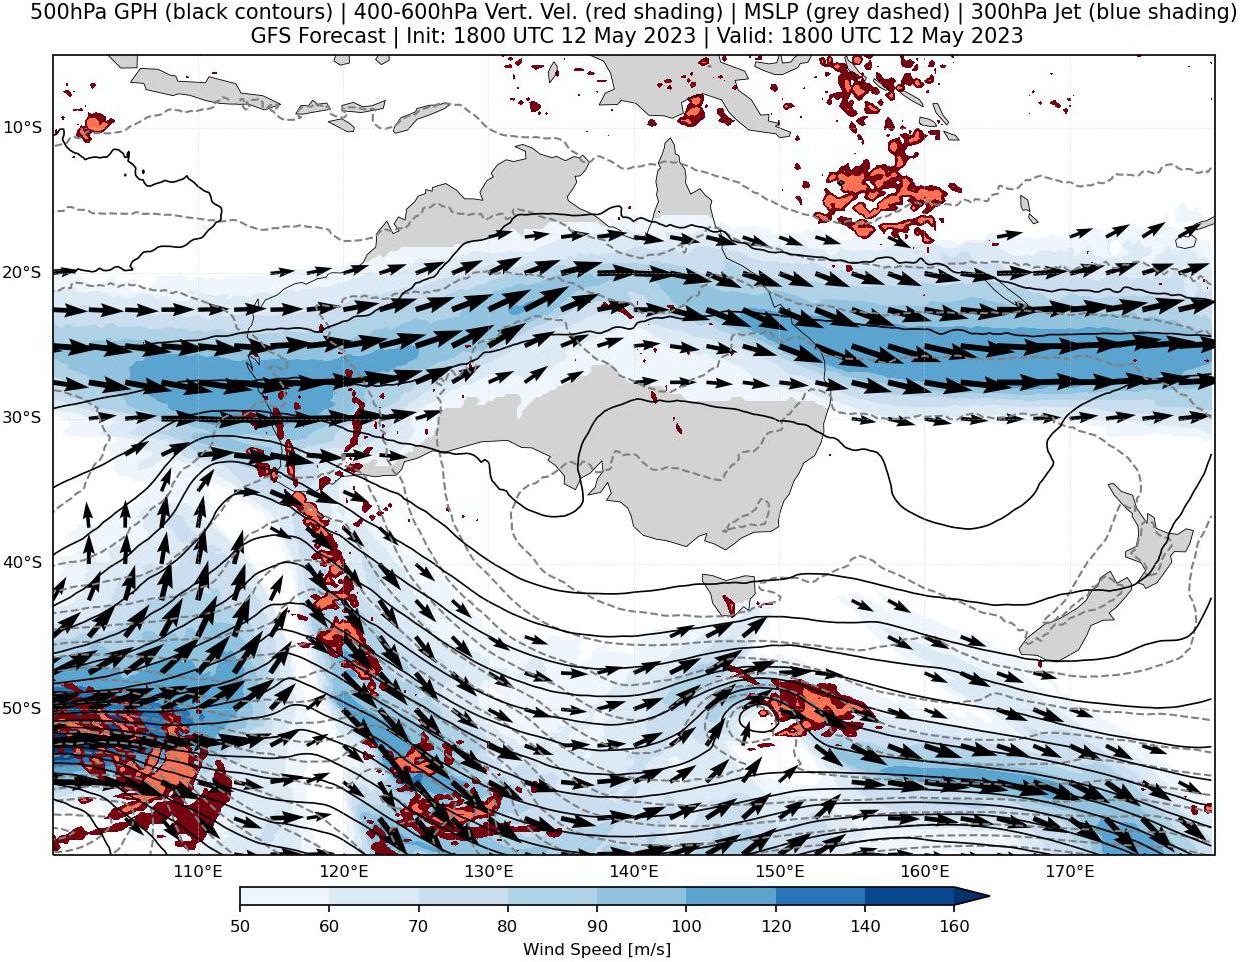 500hPa GPH (black contours) | 400-600hPa Vert. Vel. (red shading) | MSLP (grey dashed) | 300hPa Jet (blue shading)
GFS Forecast | Init: 1800 UTC 12 May 2023 | Valid: 1800 UTC 12 May 2023
10°S
20°S
30°S
40°S
50°S
110°E 120°E 130°E 140°E 150°E 160°E 170°E
50 60 70 80 90 100 120 140 160
Wind Speed [m/s]